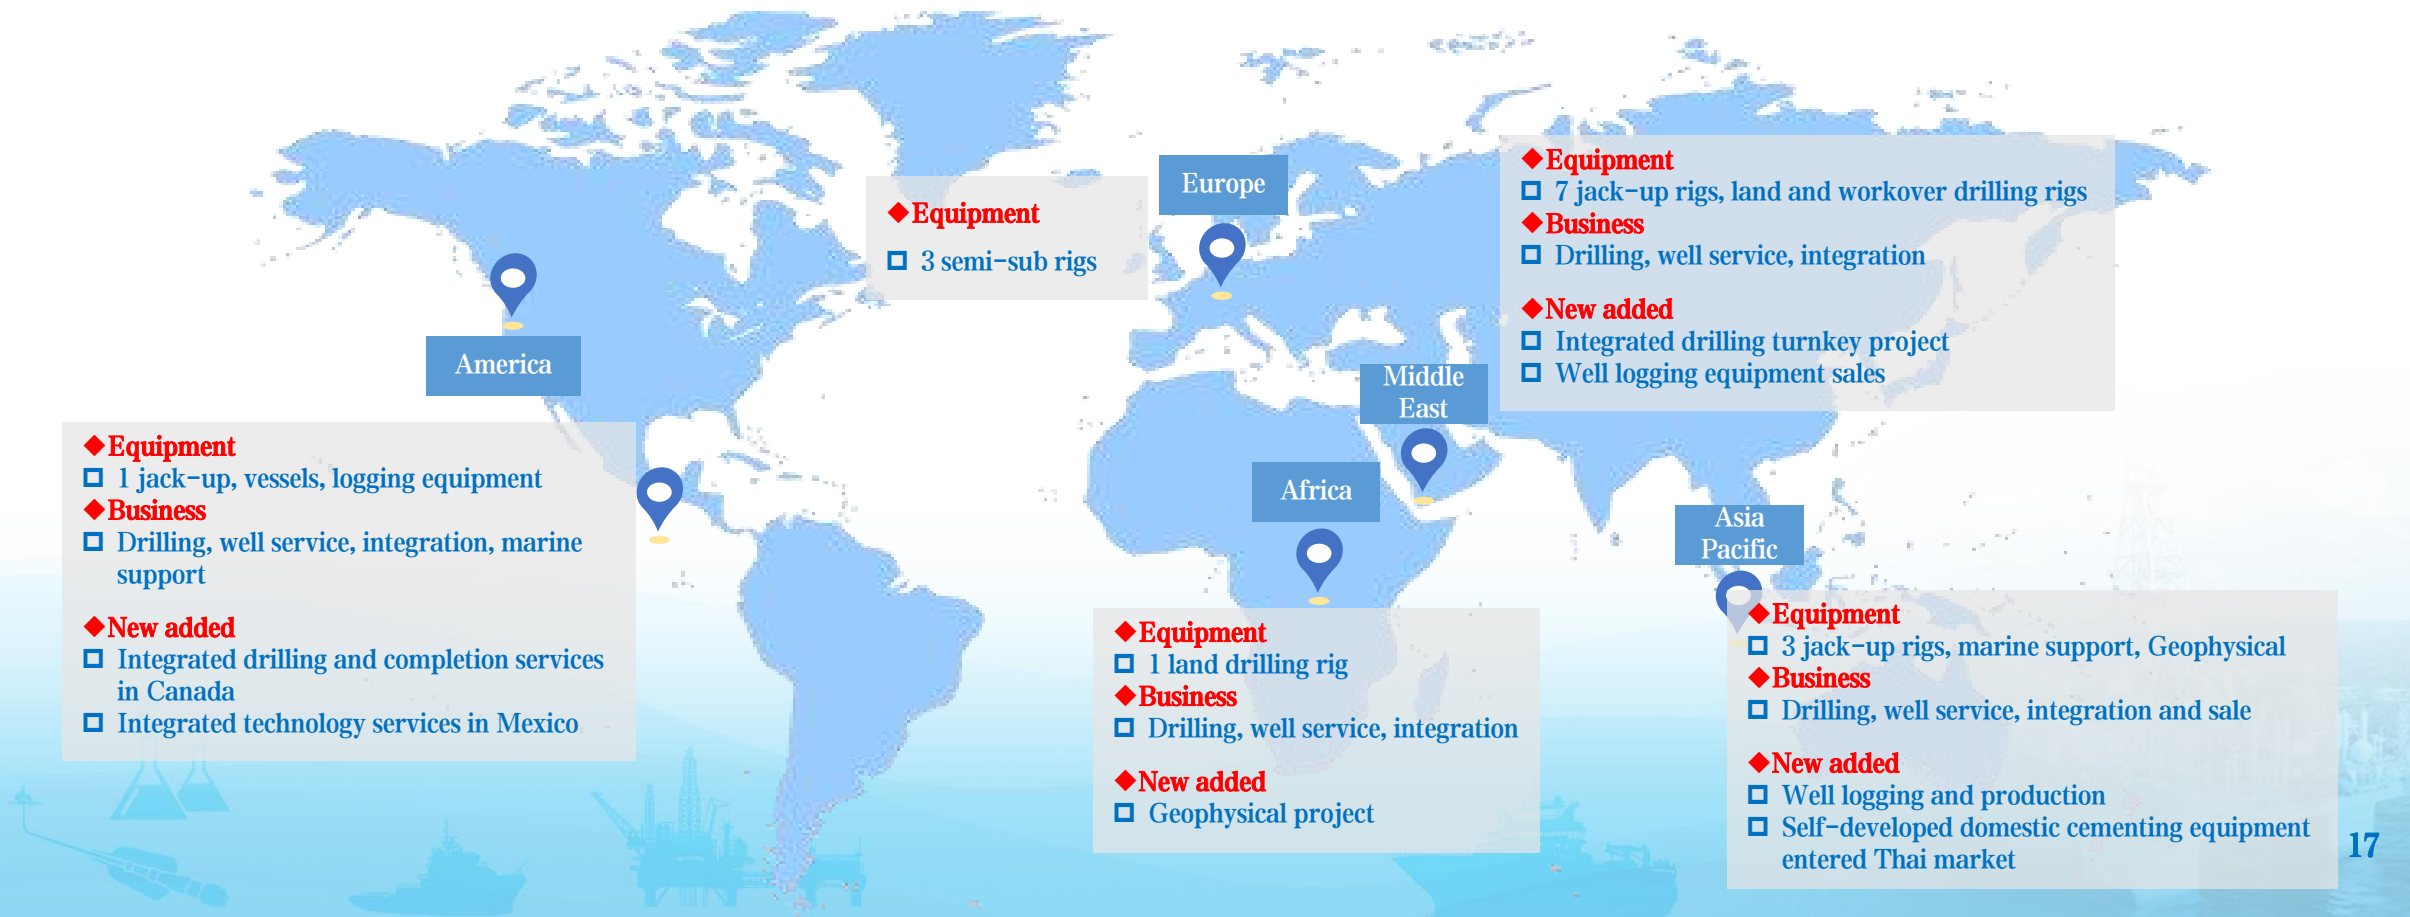 America
◆Equipment
1 jack-up, vessels, logging equipment
◆Business
Drilling, well service, integration, marine
support
◆New added
Integrated drilling and completion services
in Canada
Integrated technology services in Mexico
Europe
◆Equipment
3 semi-sub rigs
Middle
East
◆Equipment
7 jack-up rigs, land and workover drilling rigs
◆Business
Drilling, well service, integration
◆New added
Integrated drilling turnkey project
Well logging equipment sales
Africa
◆Equipment
1 land drilling rig
◆Business
Drilling, well service, integration
◆New added
Geophysical project
Asia
Pacific
◆Equipment
3 jack-up rigs, marine support, Geophysical
◆Business
Drilling, well service, integration and sale
◆New added
Well logging and production
Self-developed domestic cementing equipment
entered Thai market
17